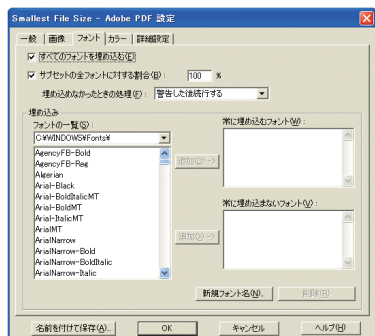 Smallest File Size - Adobe PDF 設定
一般 画像 フォント カラー 詳細設定
すべてのフォントを埋め込む(E)
サブセットの全フォントに対する割合(B): 100 %
埋め込めなかったときの処理(F): 警告した後続行する
埋め込み
フォントの一覧(S): 常に埋め込むフォント(W):
C:¥WINDOWS¥Fonts¥
AgencyFB-Bold
AgencyFB-Reg
Algerian
Arial-Black
Arial-BoldItalicMT
Arial-BoldMT
Arial-ItalicMT
ArialMT
ArialNarrow
ArialNarrow-Bold
ArialNarrow-BoldItalic
ArialNarrow-Italic
追加(D) ->
常に埋め込まないフォント(V):
追加(X) ->
新規フォント名(N)... 削除(R)
名前を付けて保存(A)... OK キャンセル ヘルプ(H)